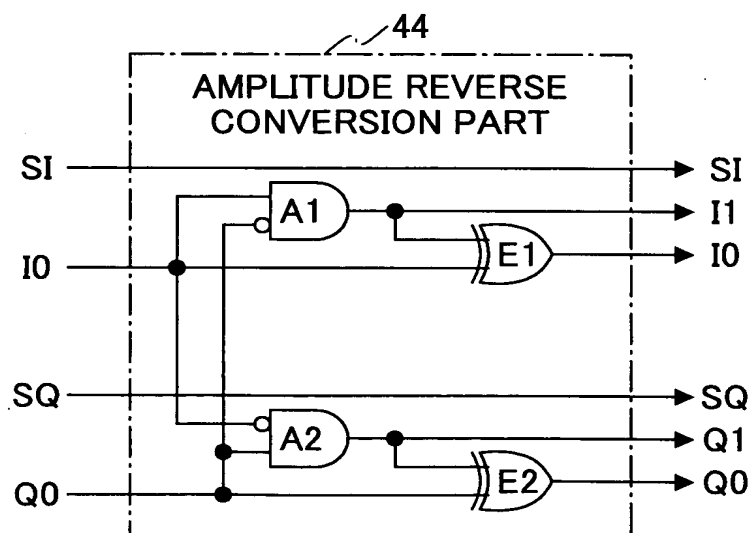 44
AMPLITUDE REVERSE
CONVERSION PART
SI
SI
A1
I1
E1
I0
I0
SQ
SQ
A2
Q1
E2
Q0
Q0